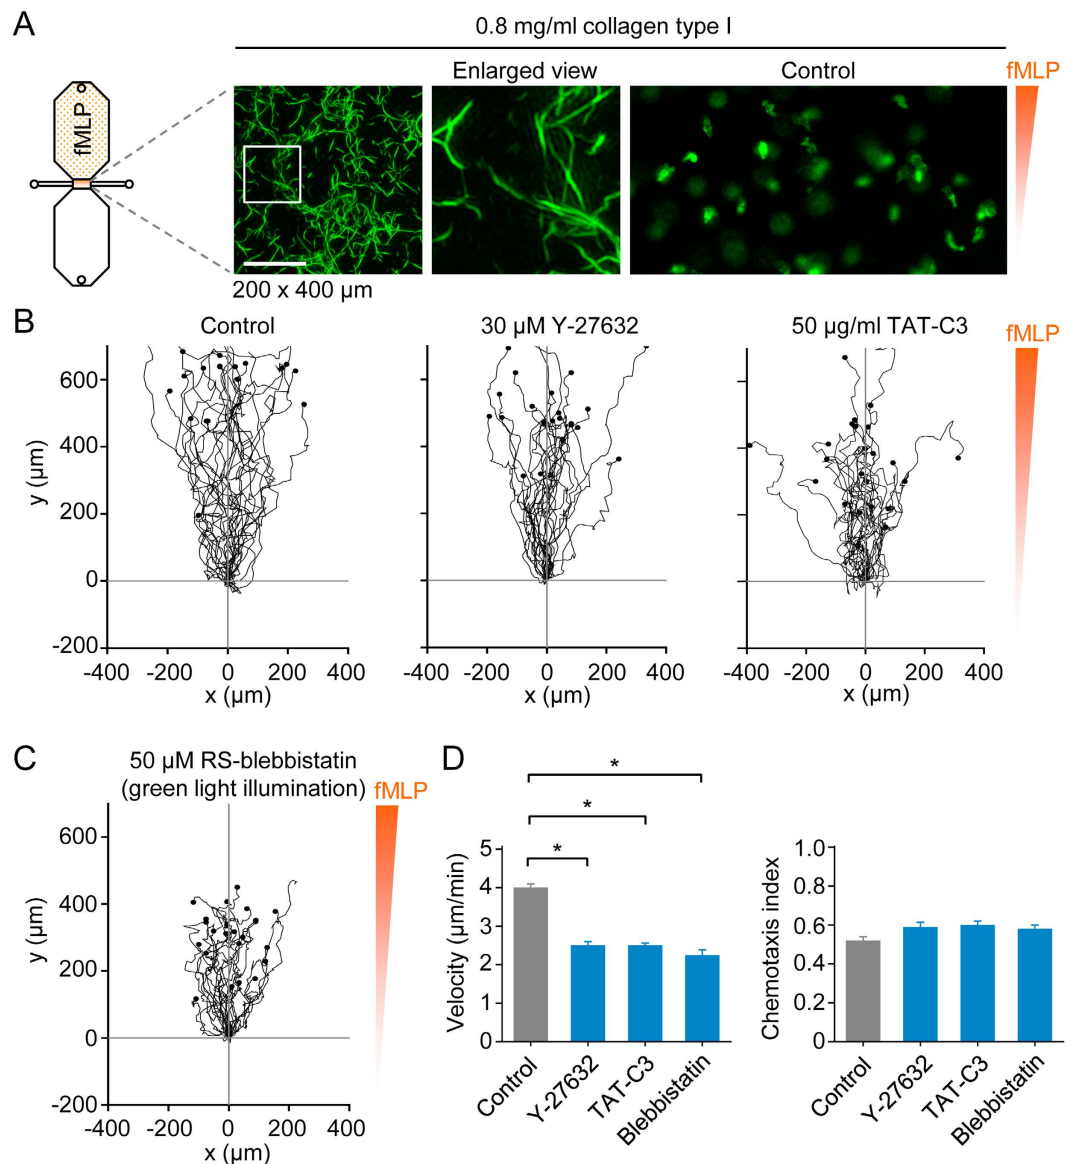 A
0.8 mg/ml collagen type I
Enlarged view
Control
fMLP
fMLP
200 x 400 µm
B
Control
30 µM Y-27632
50 µg/ml TAT-C3
fMLP
y (µm)
600
400
200
0
-200
-400 -200 0 200 400
-400 -200 0 200 400
-400 -200 0 200 400
x (µm)
x (µm)
x (µm)
C
50 µM RS-blebbistatin
(green light illumination)
fMLP
y (µm)
600
400
200
0
-200
-400 -200 0 200 400
x (µm)
D
*
*
*
Velocity (µm/min)
5
4
3
2
1
0
Control
Y-27632
TAT-C3
Blebbistatin
Chemotaxis index
1.0
0.8
0.6
0.4
0.2
0
Control
Y-27632
TAT-C3
Blebbistatin